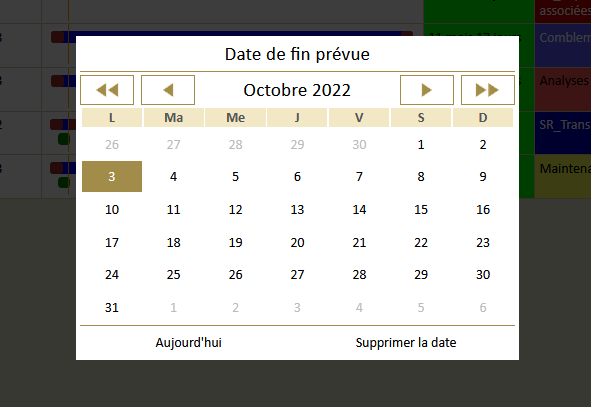 associées
Date de fin prévue
Comblem
Octobre 2022
Analyses
L Ma Me J V S D
26 27 28 29 30 1 2
SR_Trans
3 4 5 6 7 8 9
Maintena
10 11 12 13 14 15 16
17 18 19 20 21 22 23
24 25 26 27 28 29 30
31 1 2 3 4 5 6
Aujourd'hui Supprimer la date